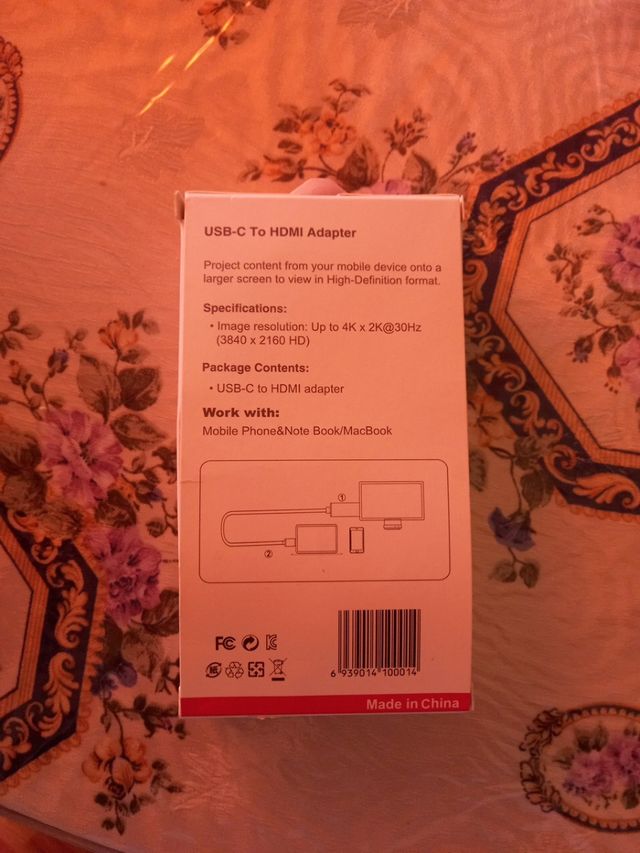 USB-C To HDMI Adapter
Project content from your mobile device onto a
larger screen to view in High-Definition format.
Specifications:
• Image resolution: Up to 4K x 2K@30Hz
(3840 x 2160 HD)
Package Contents:
• USB-C to HDMI adapter
Work with:
Mobile Phone&Note Book/MacBook
①
②
FC
6 939014 100014
Made in China